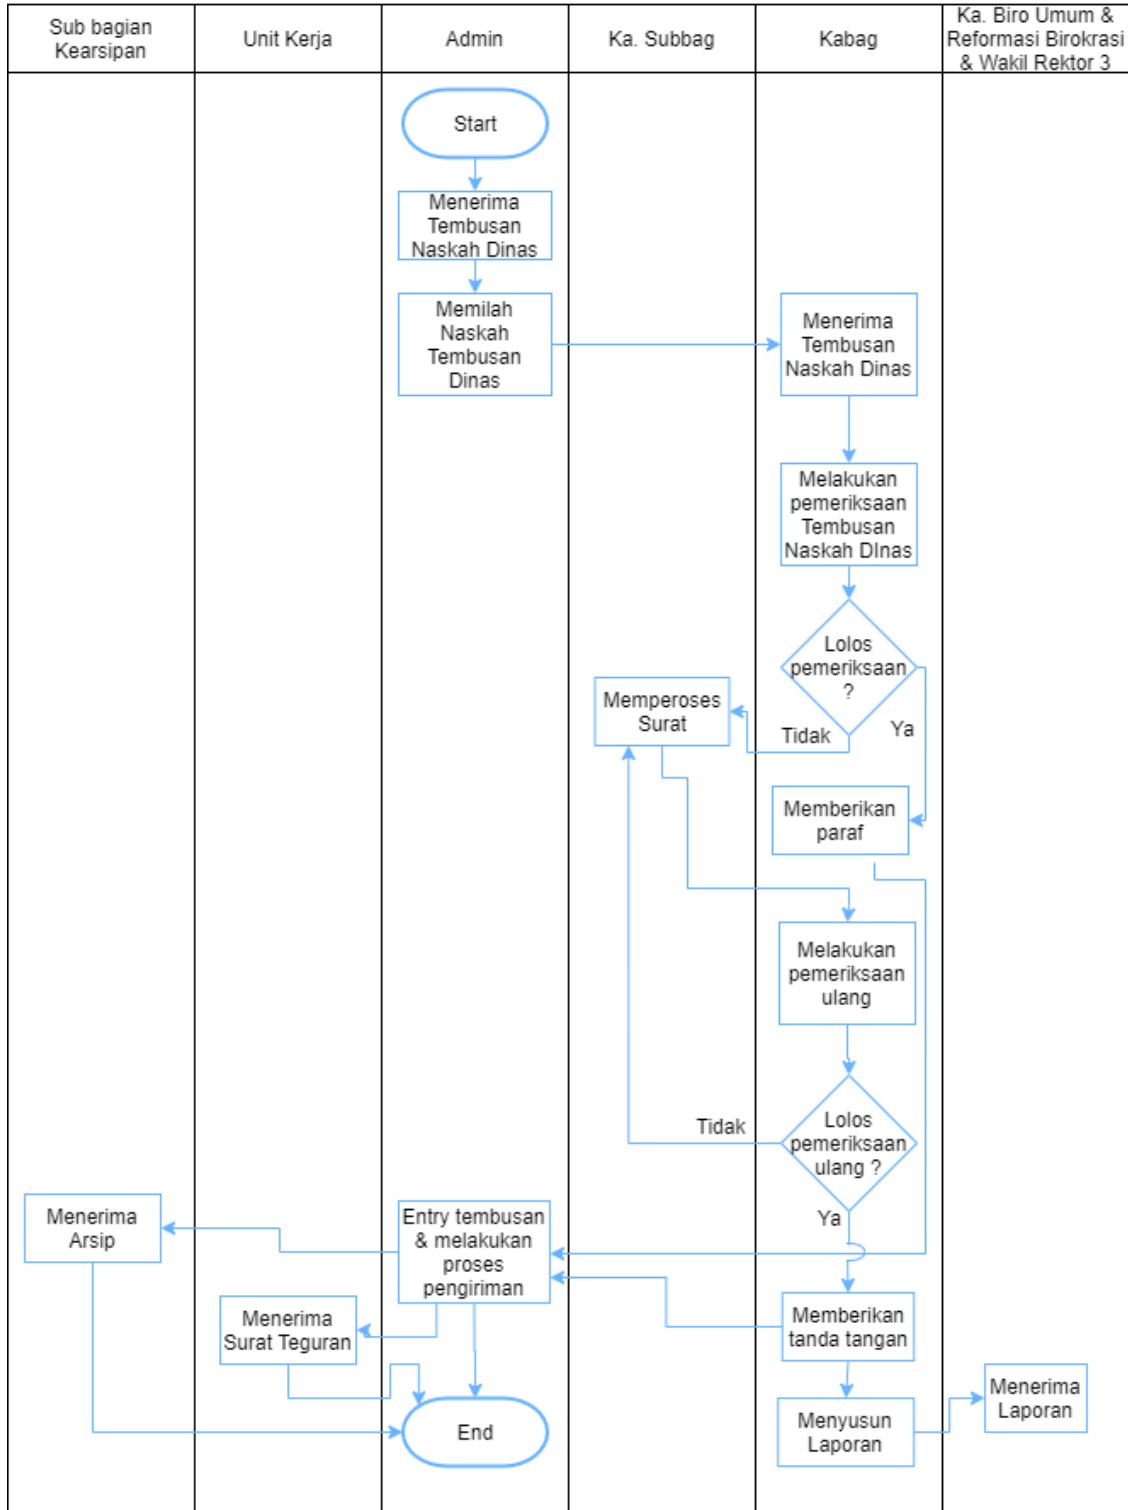 Sub bagian
Kearsipan
Unit Kerja
Admin
Ka. Subbag
Kabag
Ka. Biro Umum &
Reformasi Birokrasi
& Wakil Rektor 3
Start
Menerima
Tembusan
Naskah Dinas
Memilah
Naskah
Tembusan
Dinas
Menerima
Tembusan
Naskah Dinas
Melakukan
pemeriksaan
Tembusan
Naskah DInas
Lolos
pemeriksaan
?
Tidak
Ya
Memperoses
Surat
Memberikan
paraf
Melakukan
pemeriksaan
ulang
Lolos
pemeriksaan
ulang ?
Tidak
Ya
Menerima
Arsip
Entry tembusan
& melakukan
proses
pengiriman
Menerima
Surat Teguran
Memberikan
tanda tangan
Menyusun
Laporan
Menerima
Laporan
End